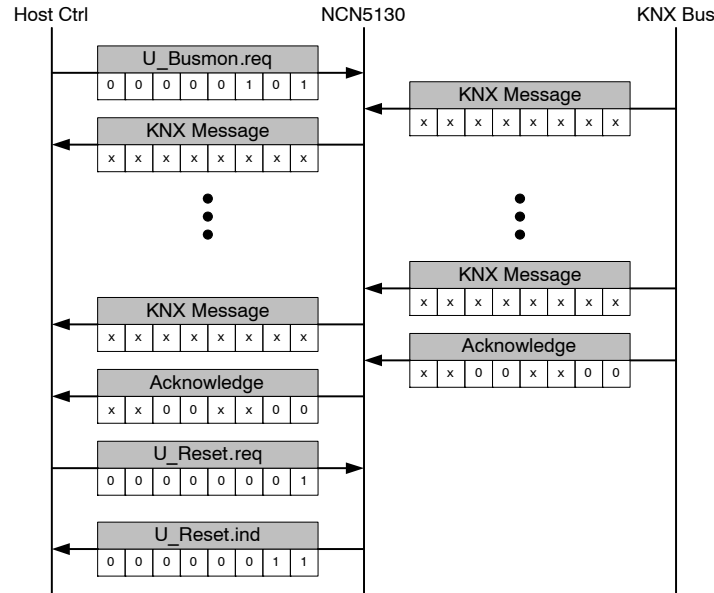 Host Ctrl NCN5130 KNX Bus
U_Busmon.req
0 0 0 0 0 1 0 1
KNX Message
x x x x x x x x
KNX Message
x x x x x x x x
KNX Message
x x x x x x x x
KNX Message
x x x x x x x x
Acknowledge
x x 0 0 x x 0 0
Acknowledge
x x 0 0 x x 0 0
U_Reset.req
0 0 0 0 0 0 0 1
U_Reset.ind
0 0 0 0 0 0 1 1